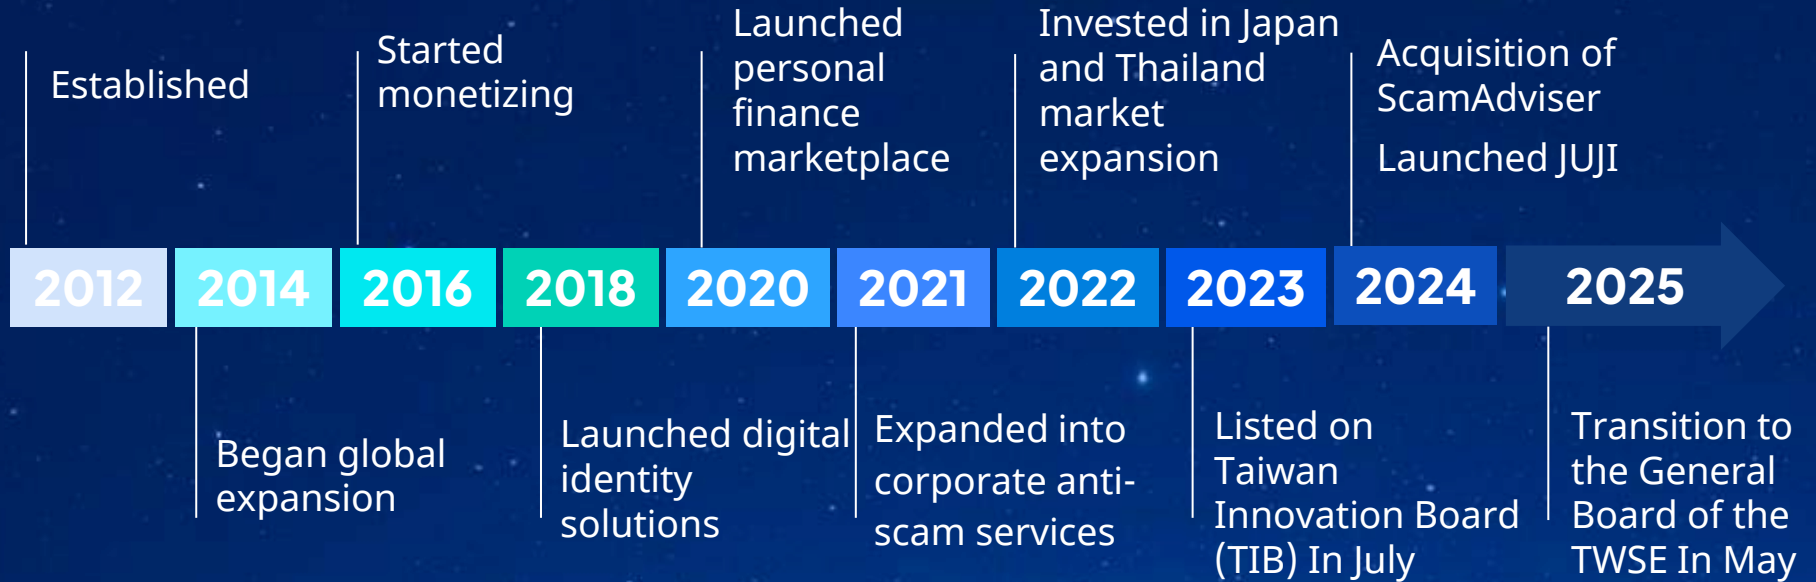 Established
Started
monetizing
Launched
personal
finance
marketplace
Invested in Japan
and Thailand
market
expansion
Acquisition of
ScamAdviser
Launched JUJI
2012
2014
2016
2018
2020
2021
2022
2023
2024
2025
Began global
expansion
Launched digital
identity
solutions
Expanded into
corporate anti-
scam services
Listed on
Taiwan
Innovation Board
(TIB) In July
Transition to
the General
Board of the
TWSE In May